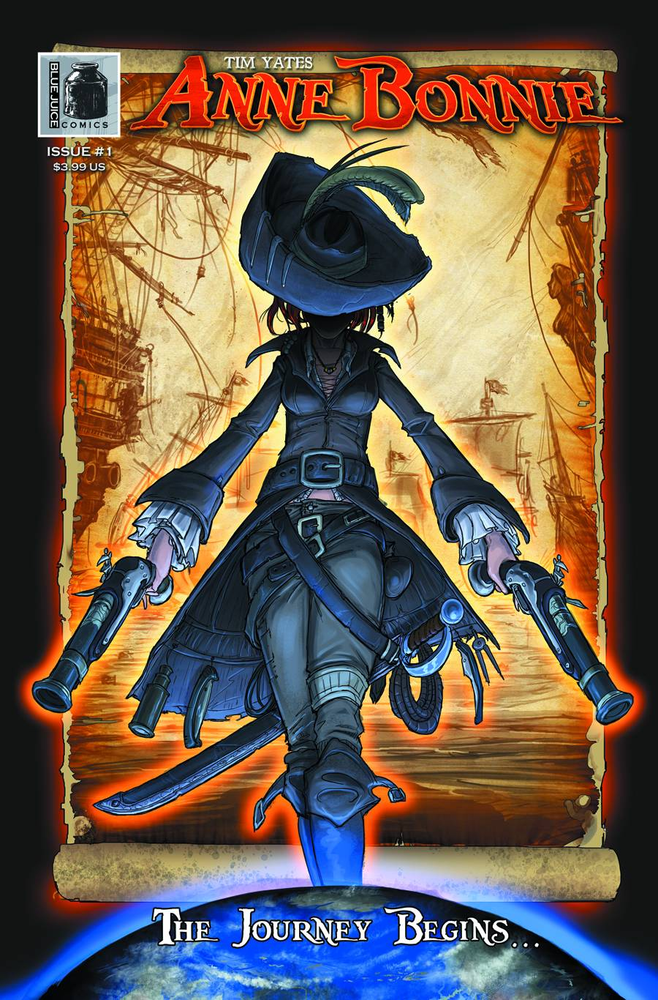 TIM YATES
ANNE BONNIE
BLUE JUICE
COMICS
ISSUE #1
$3.99 US
THE JOURNEY BEGINS...